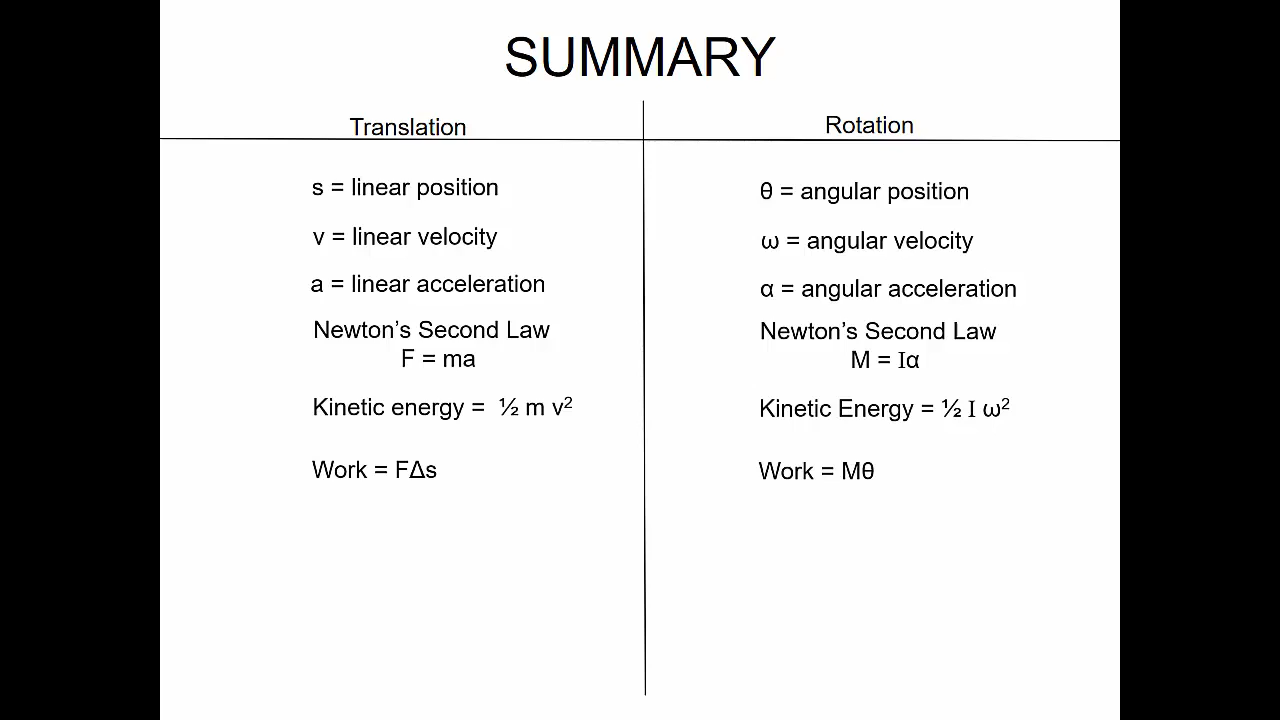 SUMMARY
Translation
s = linear position
v = linear velocity
a = linear acceleration
Newton’s Second Law
F = ma
Kinetic energy =  ½ m v²
Work = FΔs
Rotation
θ = angular position
ω = angular velocity
α = angular acceleration
Newton’s Second Law
M = Iα
Kinetic Energy = ½ I ω²
Work = Mθ